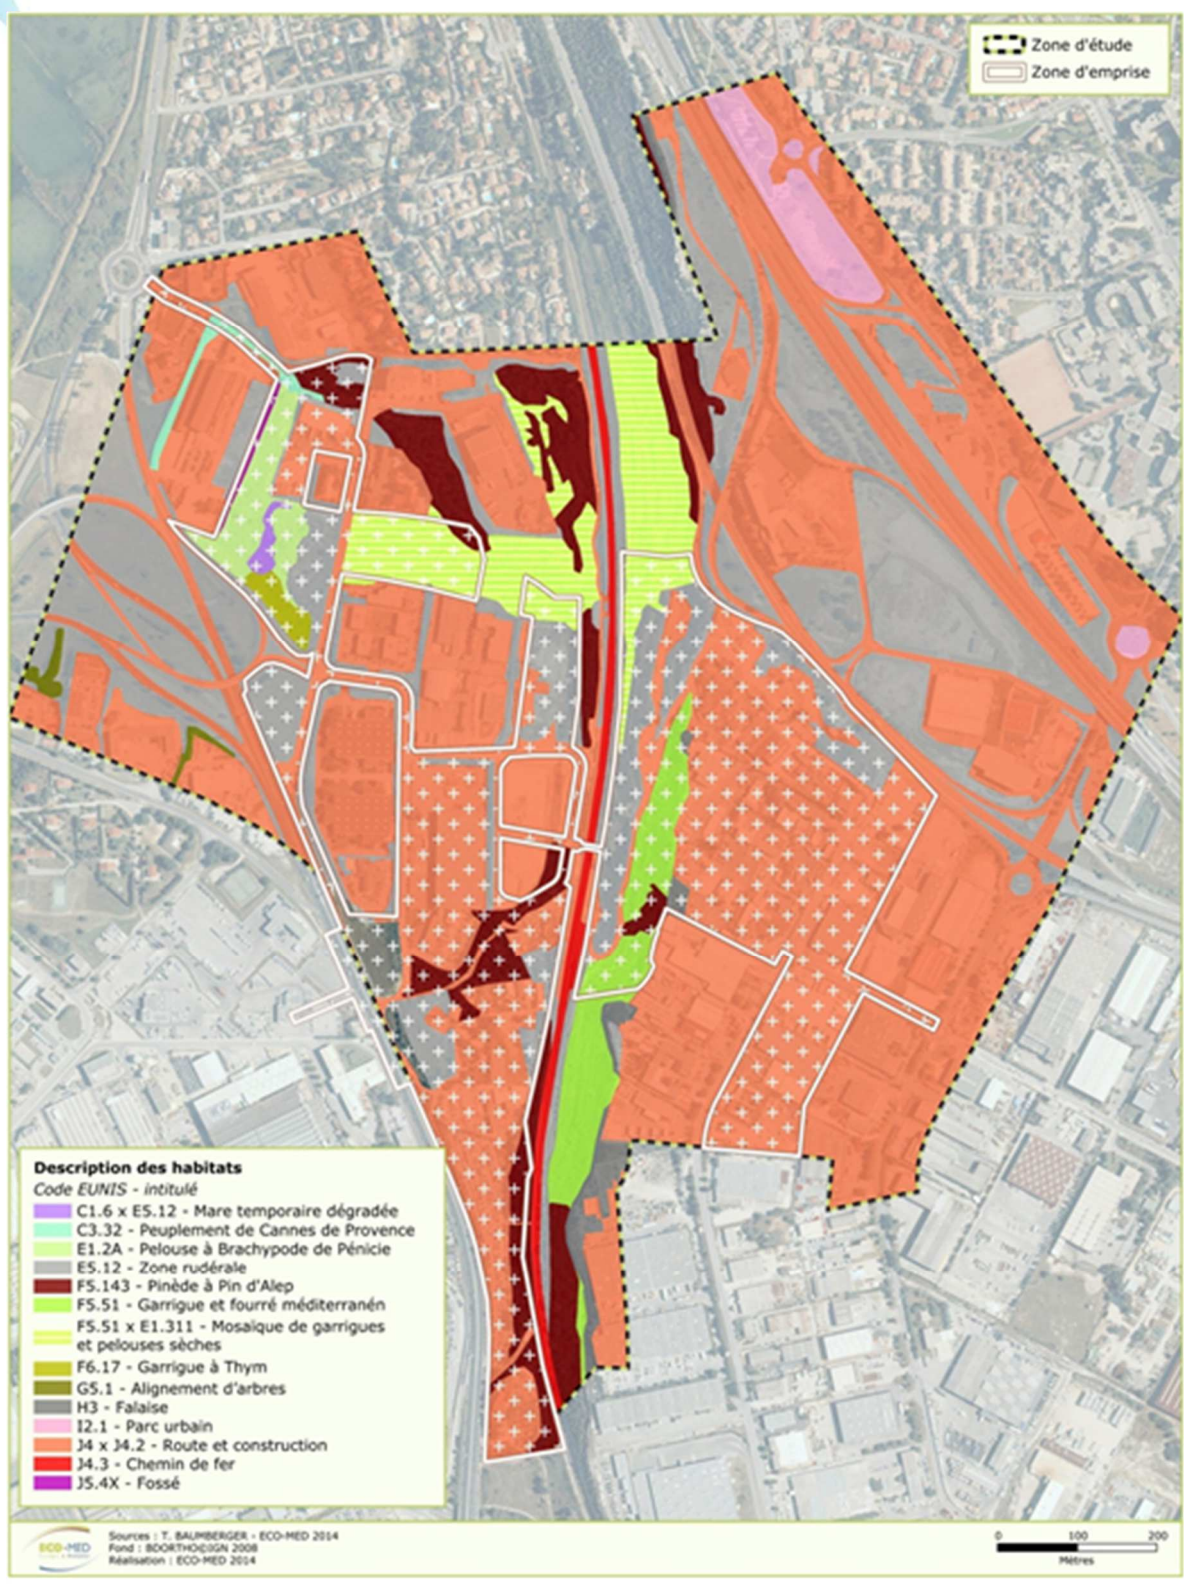 Zone d'étude
Zone d'emprise
Description des habitats
Code EUNIS - intitulé
C1.6 x E5.12 - Mare temporaire dégradée
C3.32 - Peuplement de Cannes de Provence
E1.2A - Pelouse à Brachypode de Pénicie
E5.12 - Zone rudérale
F5.143 - Pinède à Pin d'Alep
F5.51 - Garrigue et fourré méditerranén
F5.51 x E1.311 - Mosaïque de garrigues
et pelouses sèches
F6.17 - Garrigue à Thym
G5.1 - Alignement d'arbres
H3 - Falaise
I2.1 - Parc urbain
J4 x J4.2 - Route et construction
J4.3 - Chemin de fer
J5.4X - Fossé
ECO-MED
Sources : T. BAUMBERGER - ECO-MED 2014
Fond : BDORTHO©IGN 2008
Réalisation : ECO-MED 2014
0 100 200
Mètres